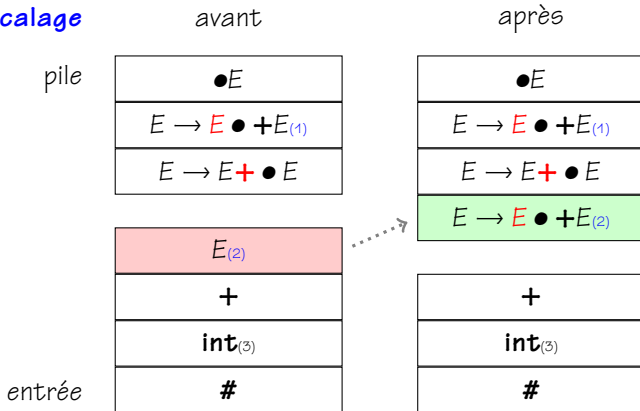 calage avant après
pile ●E ●E
E → E ● +E(1) E → E ● +E(1)
E → E+ ● E E → E+ ● E
E → E ● +E(2)
E(2)
+ +
int(3) int(3)
entrée # #